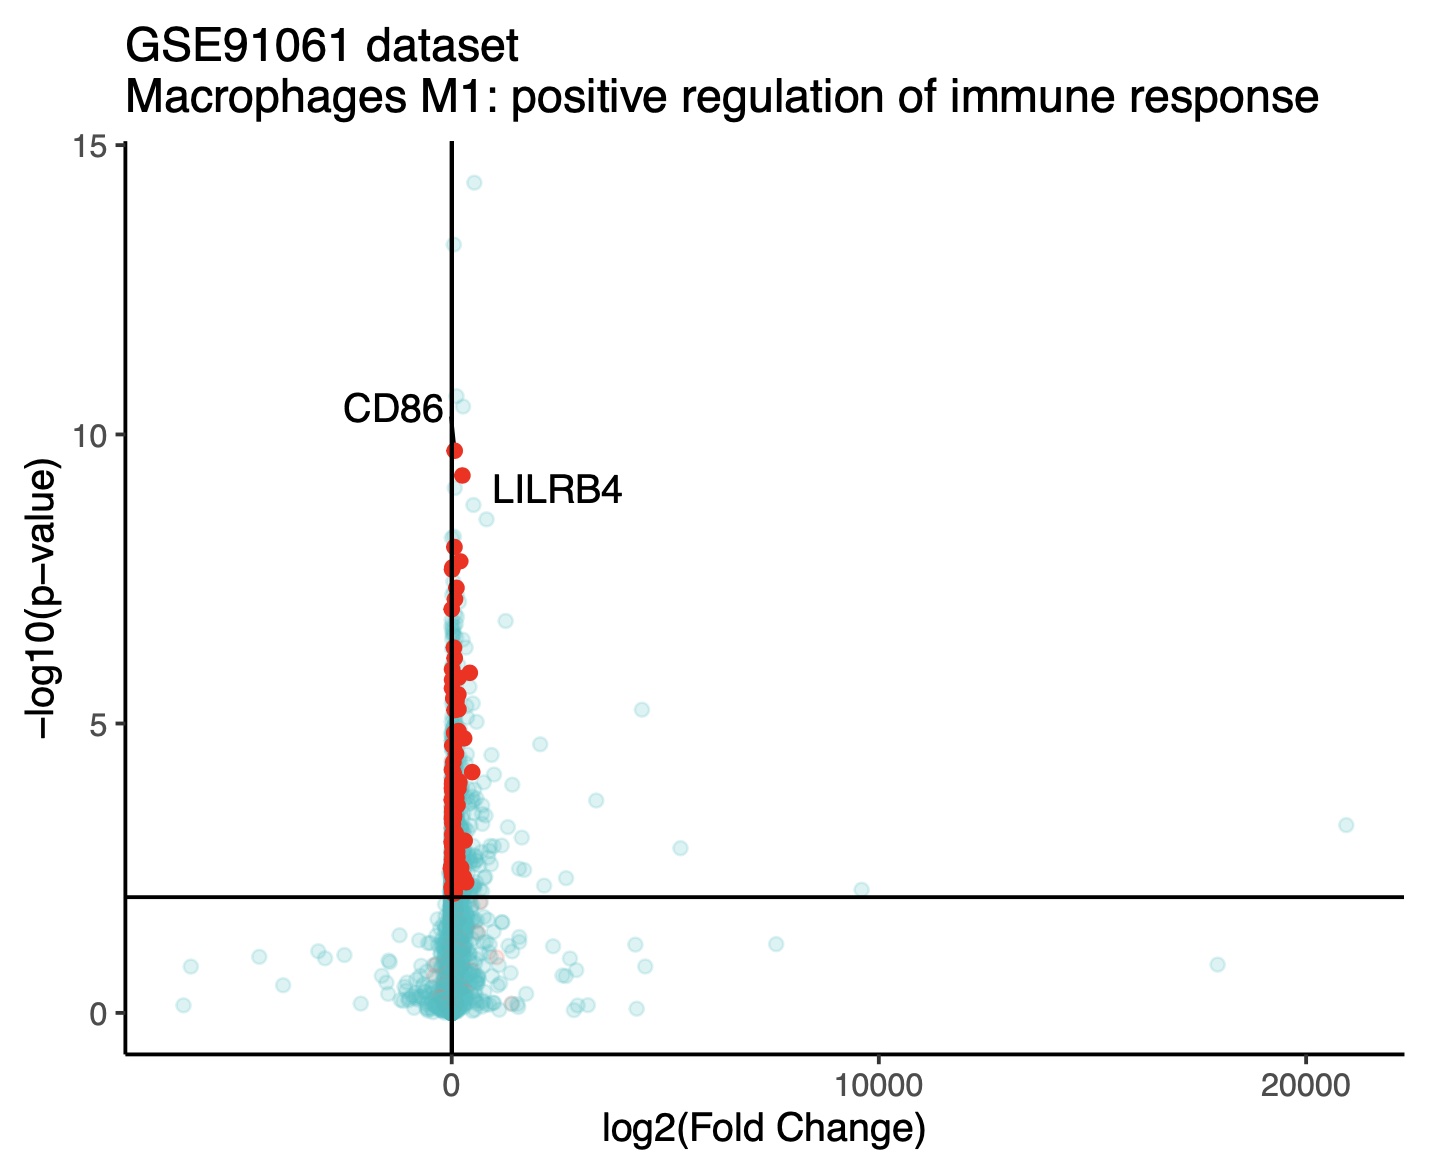 GSE91061 dataset
Macrophages M1: positive regulation of immune response
15
10
5
0
−log10(p−value)
CD86
LILRB4
0
10000
20000
log2(Fold Change)